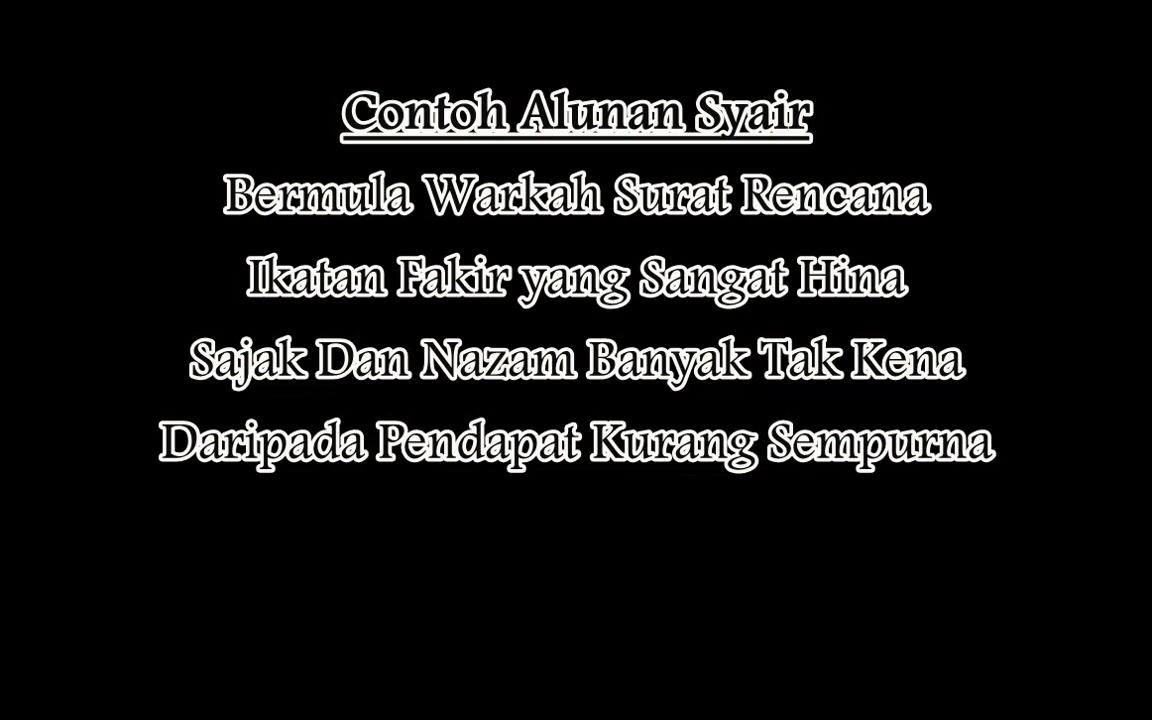 Contoh Alunan Syair
Bermula Warkah Surat Rencana
Ikatan Fakir yang Sangat Hina
Sajak Dan Nazam Banyak Tak Kena
Daripada Pendapat Kurang Sempurna